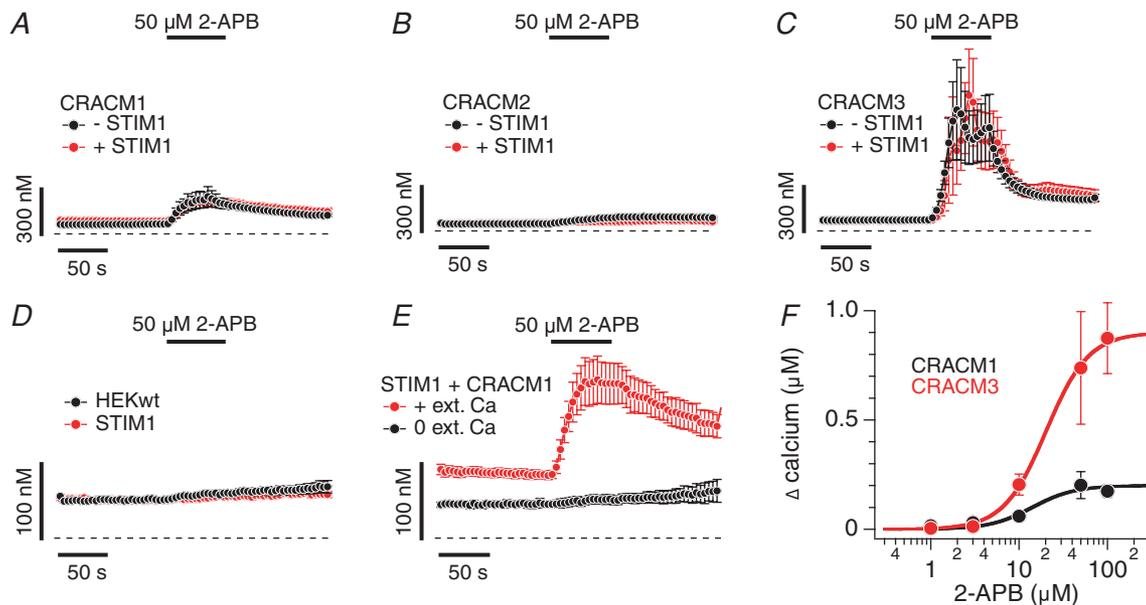 A
50 µM 2-APB
CRACM1
- STIM1
+ STIM1
300 nM
50 s
B
50 µM 2-APB
CRACM2
- STIM1
+ STIM1
300 nM
50 s
C
50 µM 2-APB
CRACM3
- STIM1
+ STIM1
300 nM
50 s
D
50 µM 2-APB
HEKwt
STIM1
100 nM
50 s
E
50 µM 2-APB
STIM1 + CRACM1
+ ext. Ca
0 ext. Ca
100 nM
50 s
F
CRACM1
CRACM3
Δ calcium (µM)
1.0
0.5
0
4 2 4 2 4 2
1 10 100
2-APB (µM)